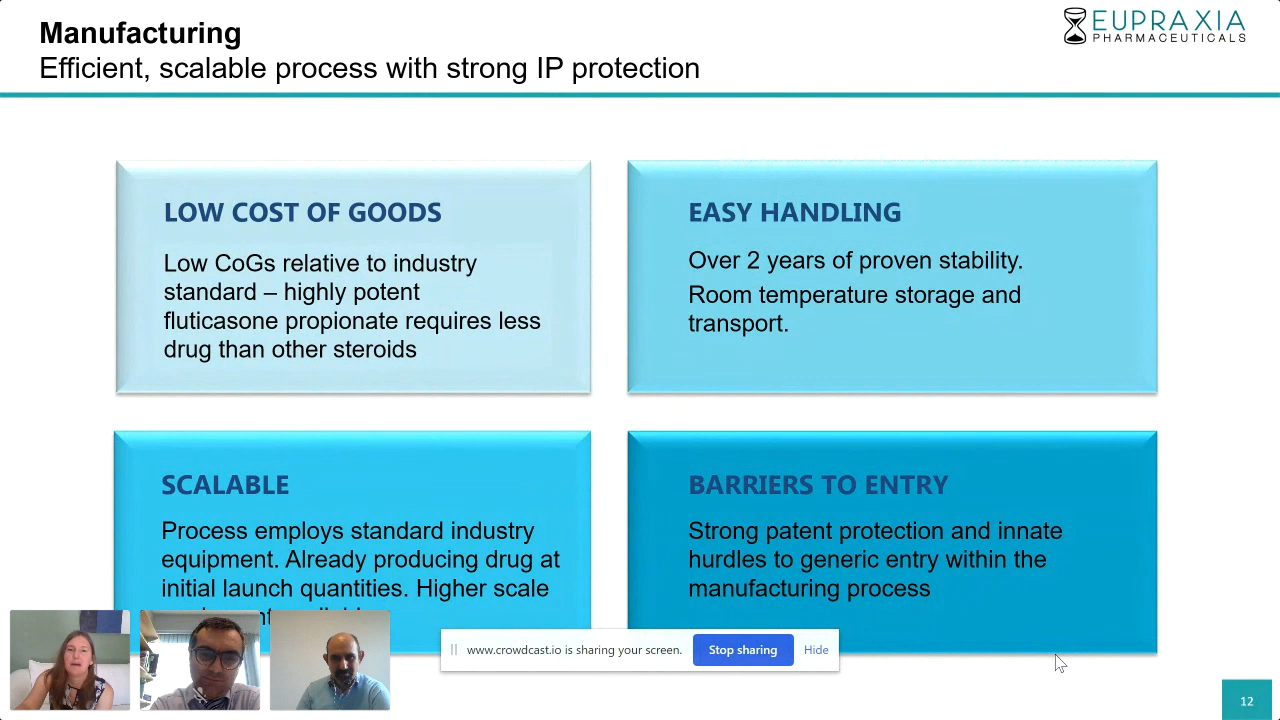 Manufacturing
Efficient, scalable process with strong IP protection
EUPRAXIA
PHARMACEUTICALS
LOW COST OF GOODS
Low CoGs relative to industry
standard – highly potent
fluticasone propionate requires less
drug than other steroids
EASY HANDLING
Over 2 years of proven stability.
Room temperature storage and
transport.
SCALABLE
Process employs standard industry
equipment. Already producing drug at
initial launch quantities. Higher scale
BARRIERS TO ENTRY
Strong patent protection and innate
hurdles to generic entry within the
manufacturing process
www.crowdcast.io is sharing your screen.
Stop sharing
Hide
12